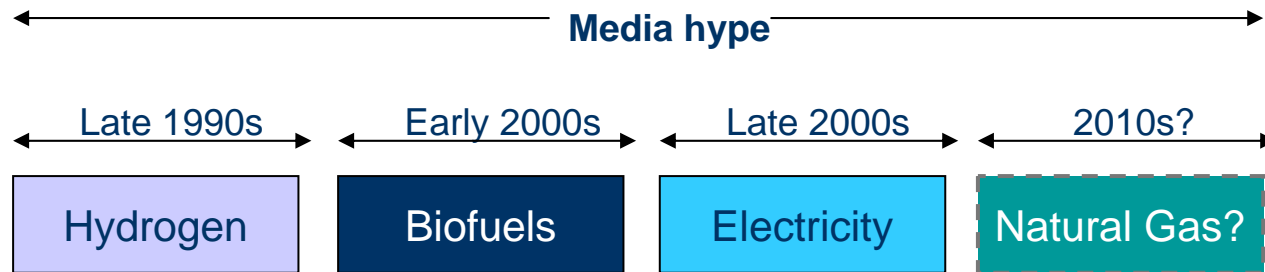 Media hype
Late 1990s Early 2000s Late 2000s 2010s?
Hydrogen Biofuels Electricity Natural Gas?